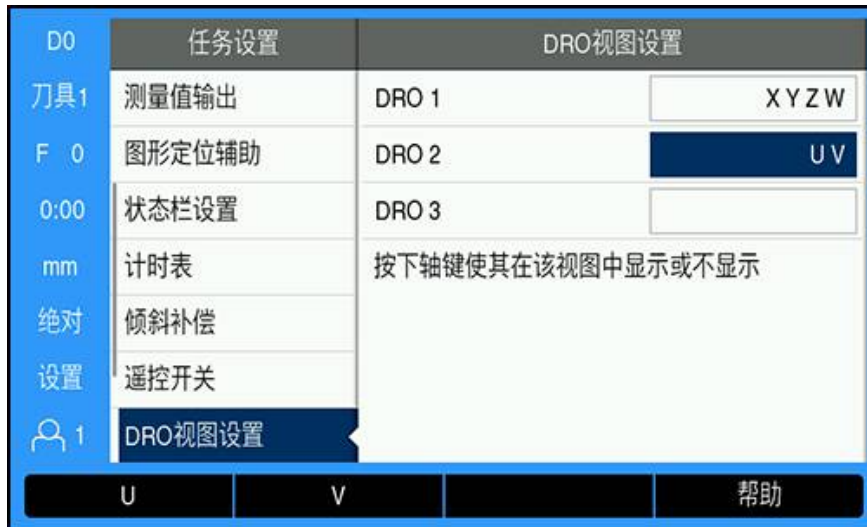 D0
任务设置
DRO视图设置
刀具1
测量值输出
DRO 1
X Y Z W
F 0
图形定位辅助
DRO 2
U V
0:00
状态栏设置
DRO 3
mm
计时表
按下轴键使其在该视图中显示或不显示
绝对
倾斜补偿
设置
遥控开关
1
DRO视图设置
U
V
帮助